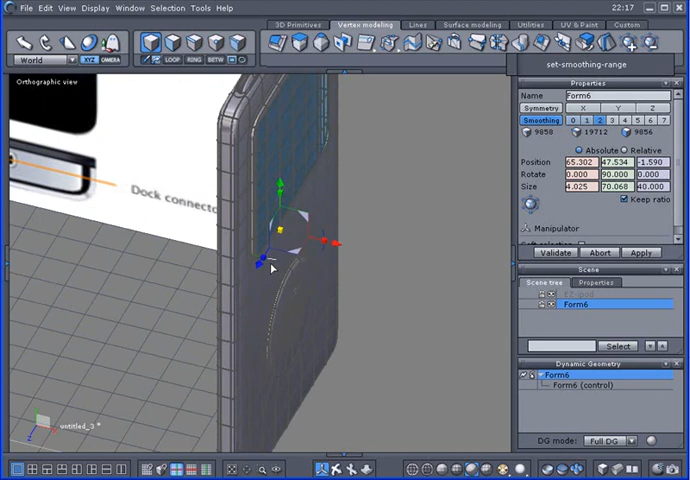 File Edit View Display Window Selection Tools Help
22:17
3D Primitives Vertex modeling Lines Surface modeling Utilities UV & Paint Custom
World XYZ CAMERA LOOP RING BETW
set-smoothing-range
Orthographic view
Properties
Name Form6
Symmetry X Y Z
Smoothing 0 1 2 3 4 5 6 7
9858 19712 9856
Absolute Relative
Position 65.302 47.534 -1.590
Rotate 0.000 90.000 0.000
Size 4.025 70.068 40.000
Keep ratio
Manipulator
Validate Abort Apply
Scene
Scene tree Properties
Form6
Select
Dynamic Geometry
Form6
Form6 (control)
DG mode: Full DG
Dock connecto
untitled_3 *
Z